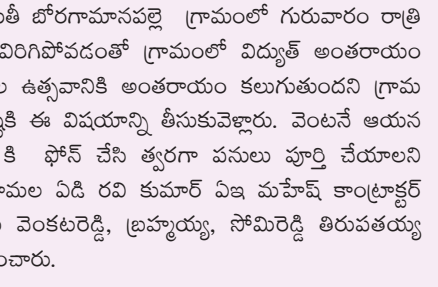 బోరగామానపల్లె గ్రామంలో గురువారం రాత్రి
విరిగిపోవడంతో గ్రామంలో విద్యుత్ అంతరాయం
ఉత్సవానికి అంతరాయం కలుగుతుందని గ్రామ
ఈ విషయాన్ని తీసుకువెళ్లారు. వెంటనే ఆయన
కి ఫోన్ చేసి త్వరగా పనులు పూర్తి చేయాలని
ఏడి రవి కుమార్ ఏఇ మహేష్ కాంట్రాక్టర్
వెంకటరెడ్డి, బ్రహ్మయ్య, సోమిరెడ్డి తిరుపతయ్య